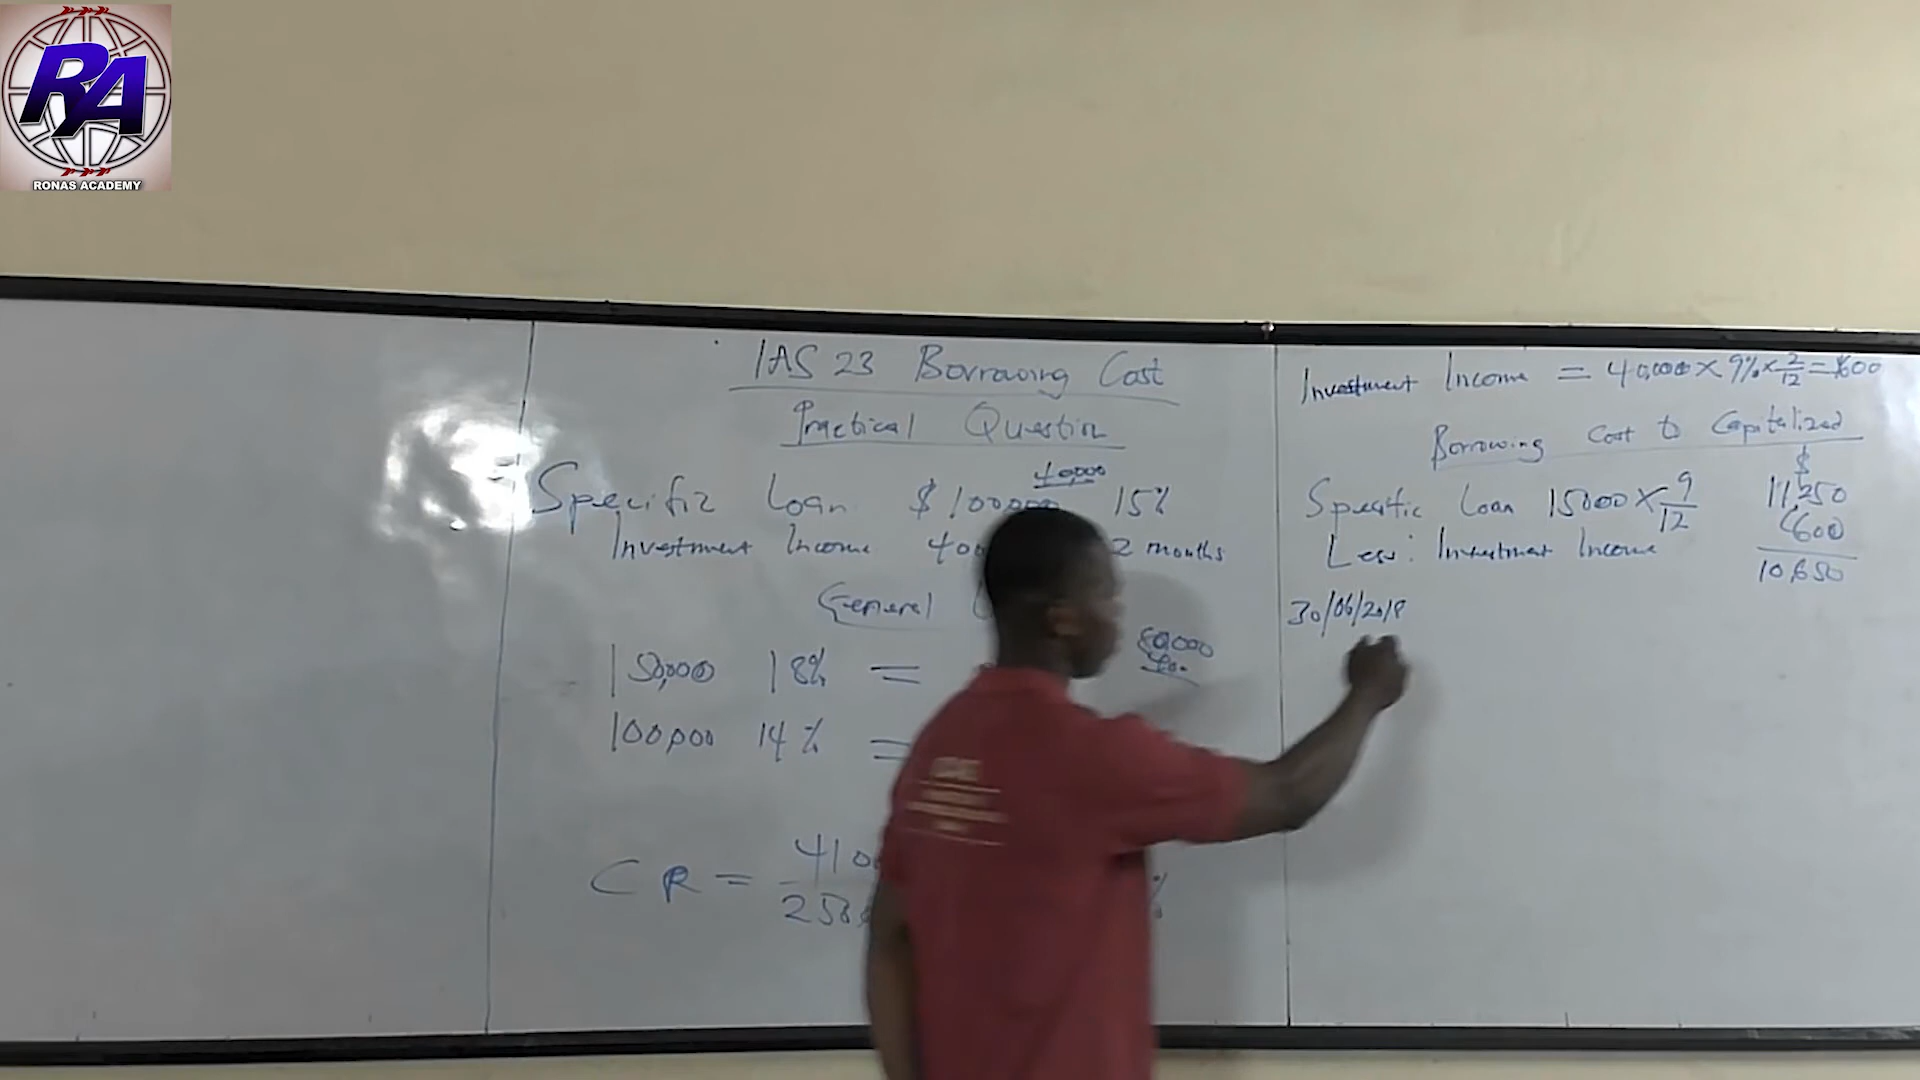 RA
RONAS ACADEMY
IAS 23 Borrowing Cost
Practical Question
40,000
Specific Loan $100,000 15%
Investment Income 2 months
General
150,000 18% =
80,000
100,000 14% =
CR =
%
Investment Income = 40,000 × 9% × 2/12 = 600
Borrowing Cost to Capitalized
$
Specific Loan 15000 × 9/12 11,250
Less: Investment Income (600)
10,650
30/06/2018